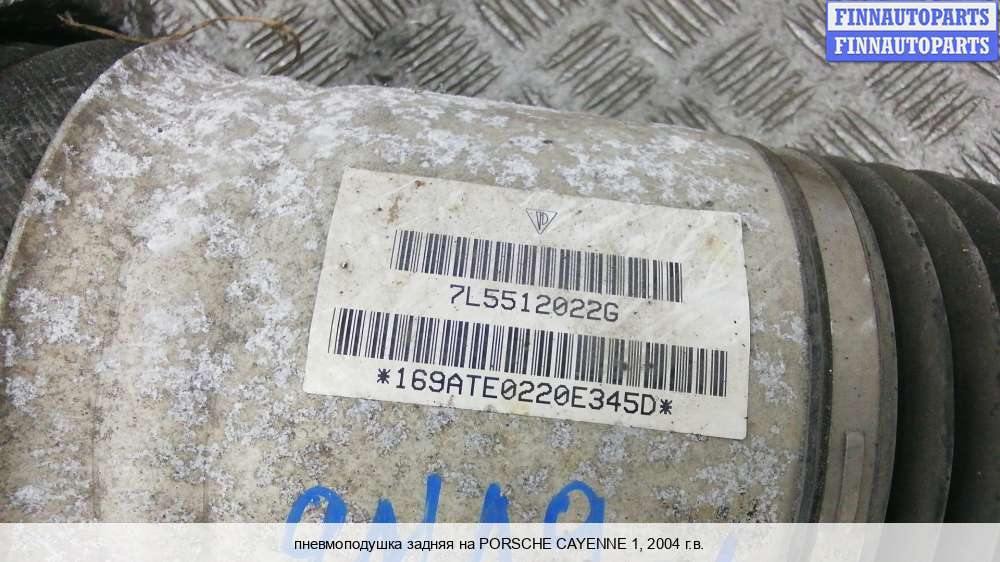 FINNAUTOPARTS
FINNAUTOPARTS
7L5512022G
*169ATE0220E345D*
пневмоподушка задняя на PORSCHE CAYENNE 1, 2004 г.в.